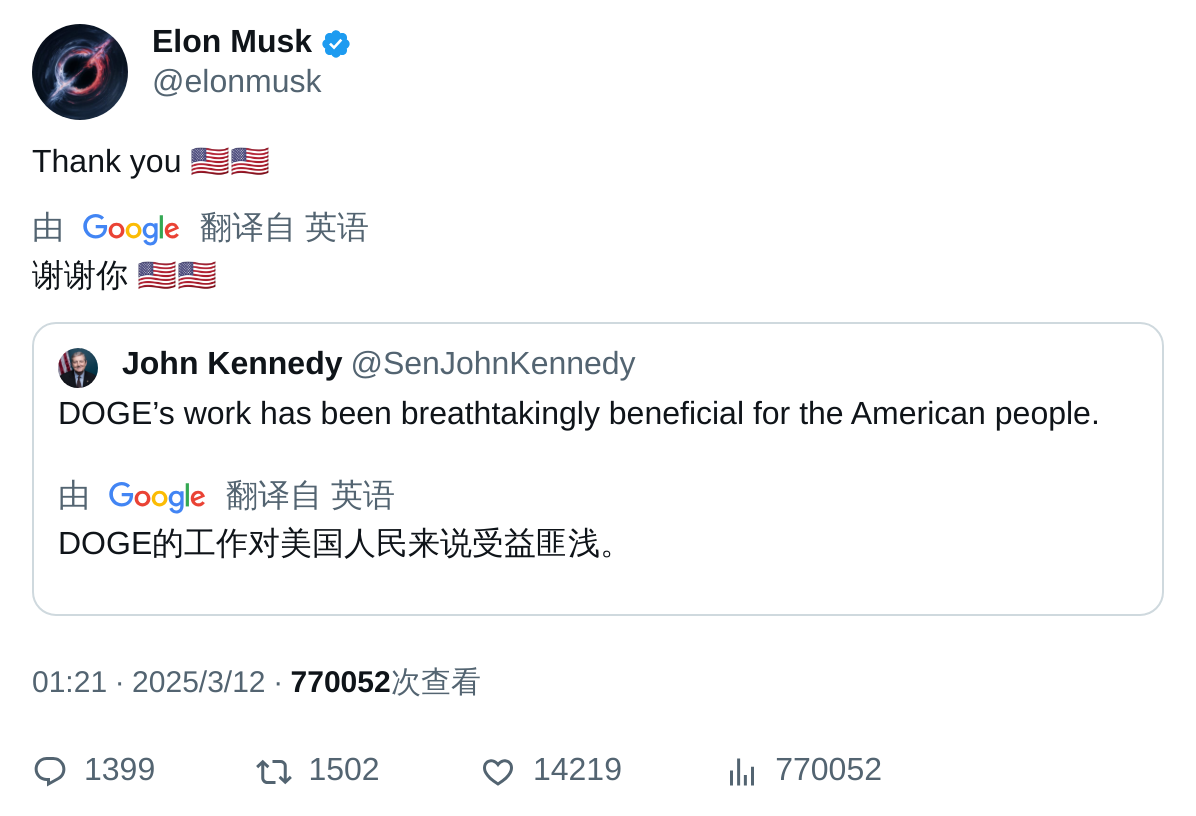 Elon Musk
@elonmusk
Thank you 🇺🇸🇺🇸
由 Google 翻译自 英语
谢谢你 🇺🇸🇺🇸
John Kennedy @SenJohnKennedy
DOGE’s work has been breathtakingly beneficial for the American people.
由 Google 翻译自 英语
DOGE的工作对美国人民来说受益匪浅。
01:21 · 2025/3/12 · 770052次查看
1399 1502 14219 770052